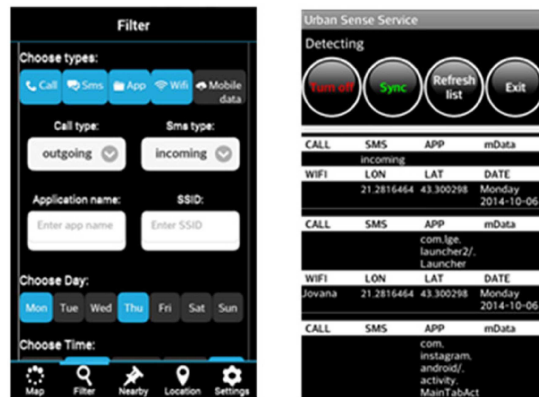 Filter
Choose types:
Call Sms App Wifi Mobile data
Call type: Sms type:
outgoing incoming
Application name: SSID:
Enter app name Enter SSID
Choose Day:
Mon Tue Wed Thu Fri Sat Sun
Choose Time:
Map Filter Nearby Location Settings
Urban Sense Service
Detecting
Turn off Sync Refresh list Exit
CALL SMS APP mData
incoming
WIFI LON LAT DATE
21.2816464 43.300298 Monday
2014-10-06
CALL SMS APP mData
com.lge.
launcher2/.
Launcher
WIFI LON LAT DATE
Jovana 21.2816464 43.300298 Monday
2014-10-06
CALL SMS APP mData
com.
instagram.
android/.
activity.
MainTabAct